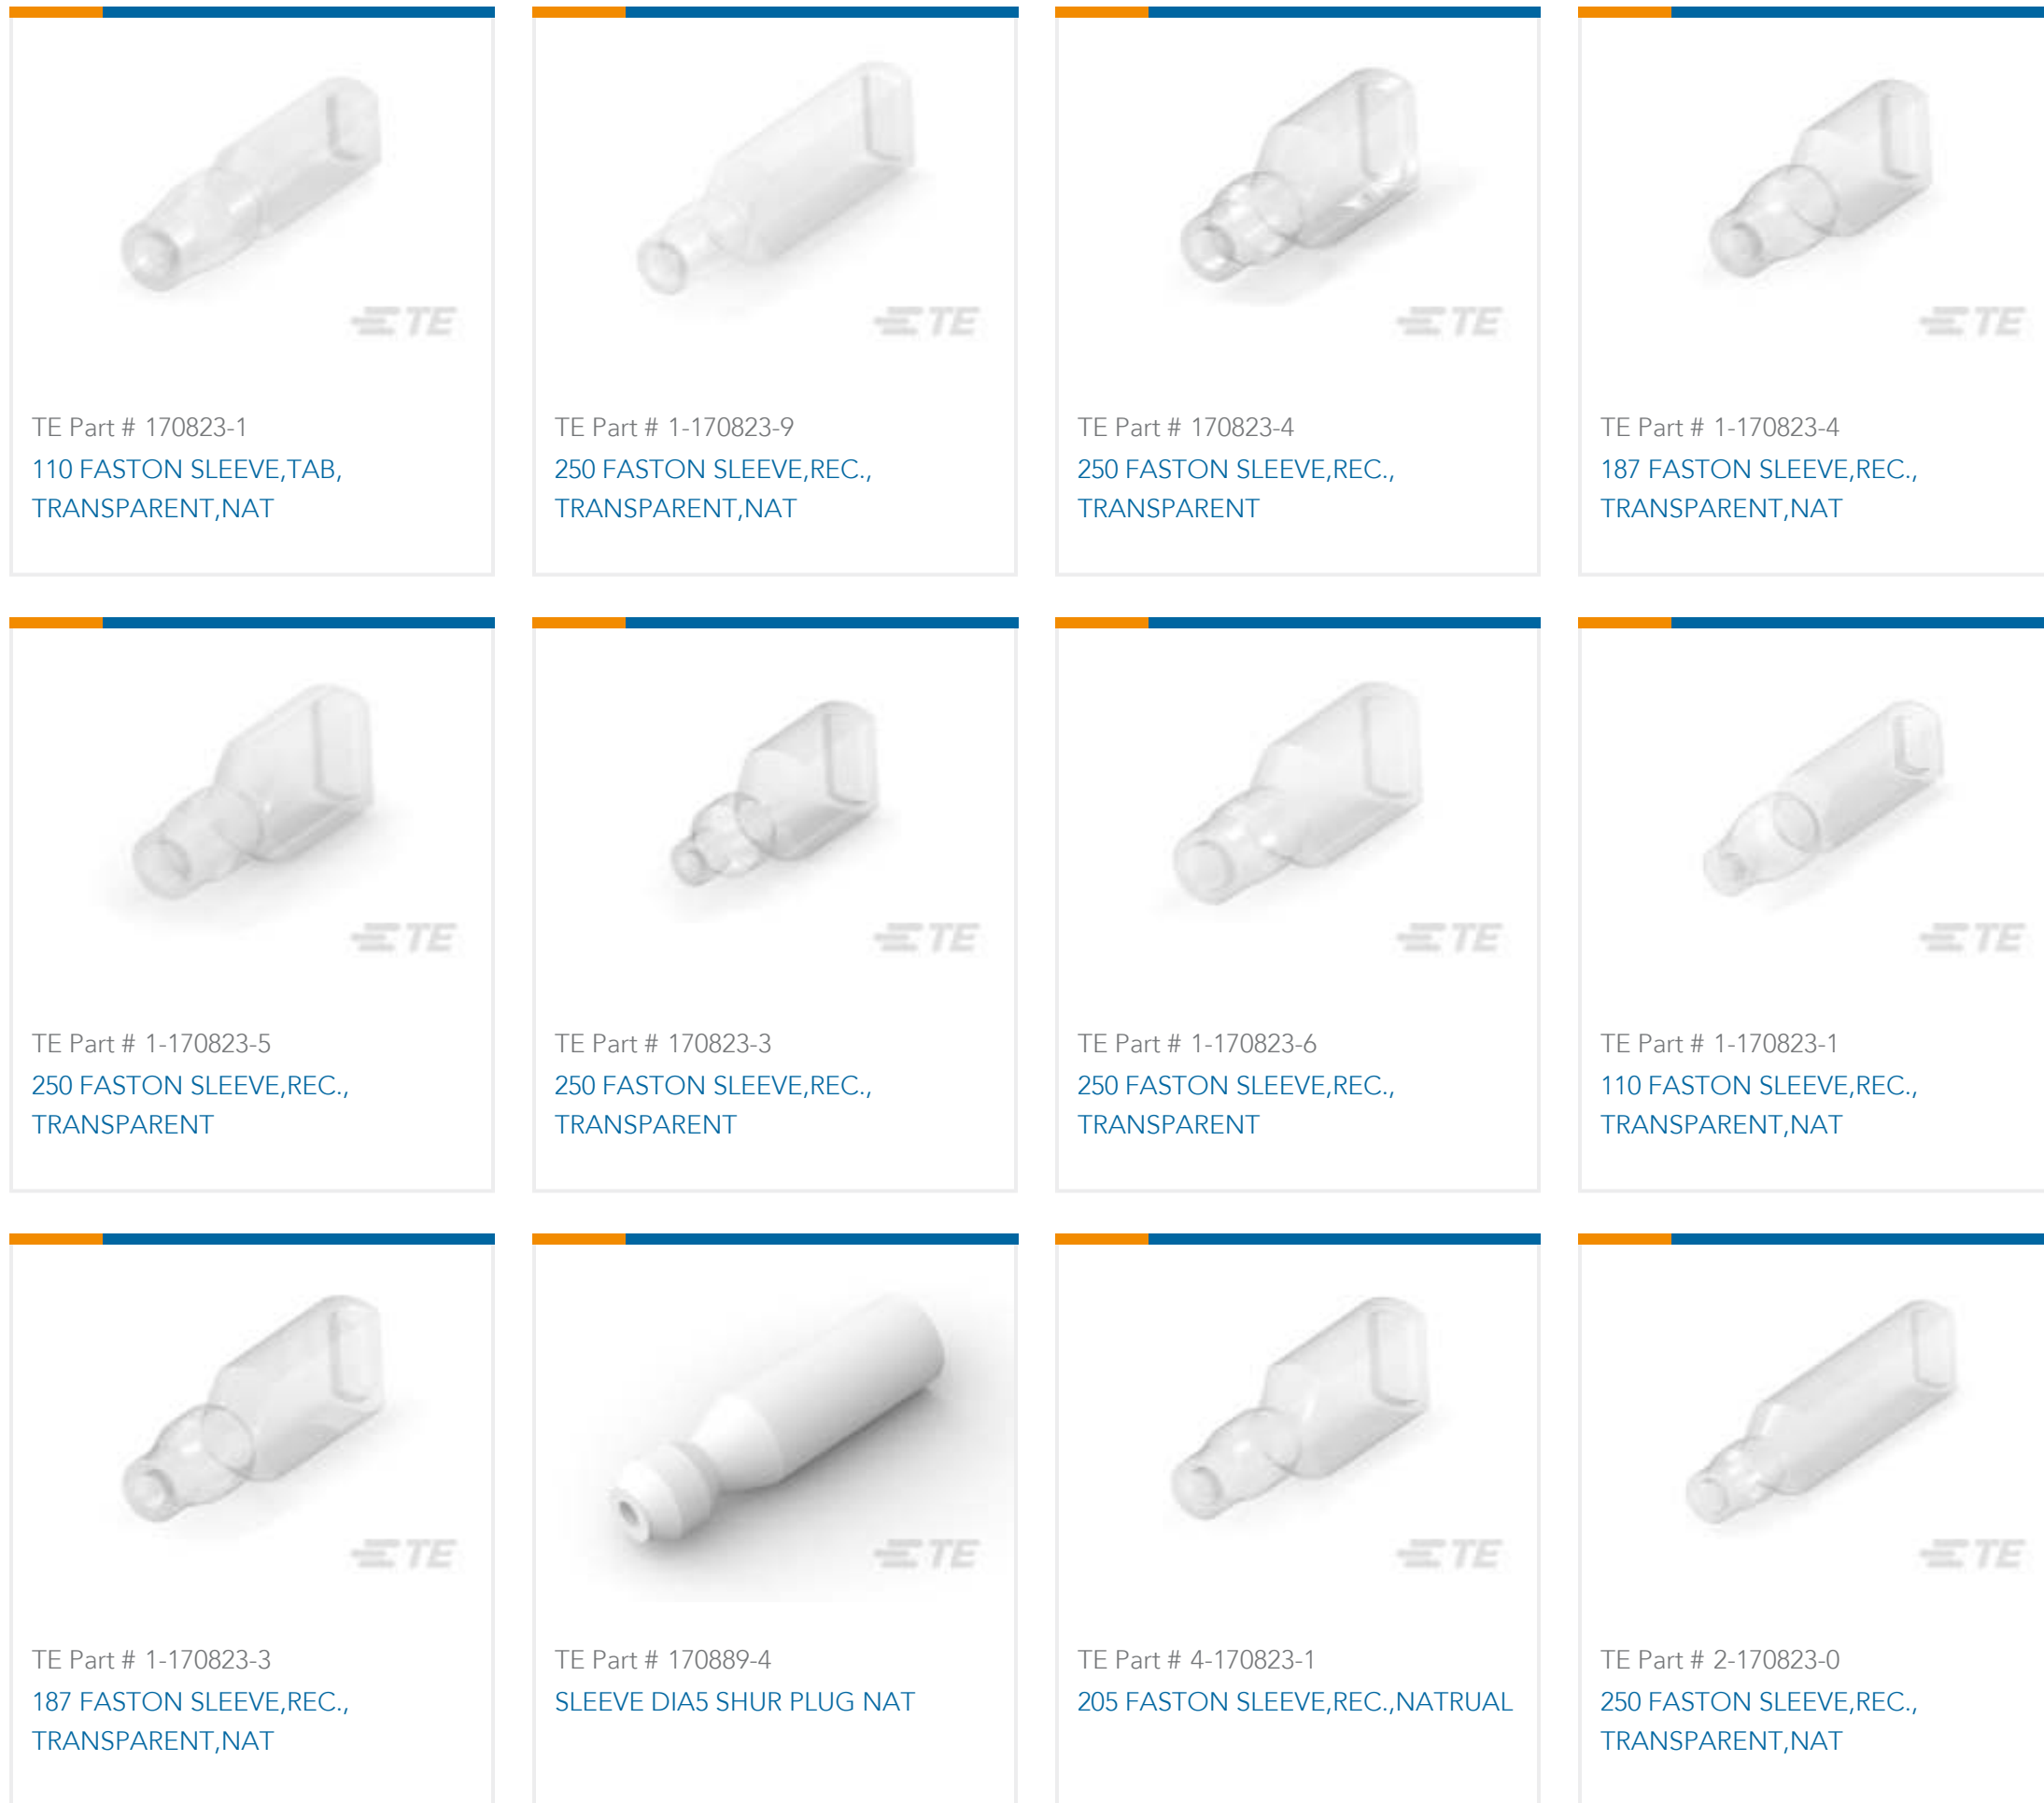 TE
TE
TE
TE
TE Part # 170823-1
110 FASTON SLEEVE,TAB,
TRANSPARENT,NAT
TE Part # 1-170823-9
250 FASTON SLEEVE,REC.,
TRANSPARENT,NAT
TE Part # 170823-4
250 FASTON SLEEVE,REC.,
TRANSPARENT
TE Part # 1-170823-4
187 FASTON SLEEVE,REC.,
TRANSPARENT,NAT
TE
TE
TE
TE
TE Part # 1-170823-5
250 FASTON SLEEVE,REC.,
TRANSPARENT
TE Part # 170823-3
250 FASTON SLEEVE,REC.,
TRANSPARENT
TE Part # 1-170823-6
250 FASTON SLEEVE,REC.,
TRANSPARENT
TE Part # 1-170823-1
110 FASTON SLEEVE,REC.,
TRANSPARENT,NAT
TE
TE
TE
TE
TE Part # 1-170823-3
187 FASTON SLEEVE,REC.,
TRANSPARENT,NAT
TE Part # 170889-4
SLEEVE DIA5 SHUR PLUG NAT
TE Part # 4-170823-1
205 FASTON SLEEVE,REC.,NATRUAL
TE Part # 2-170823-0
250 FASTON SLEEVE,REC.,
TRANSPARENT,NAT